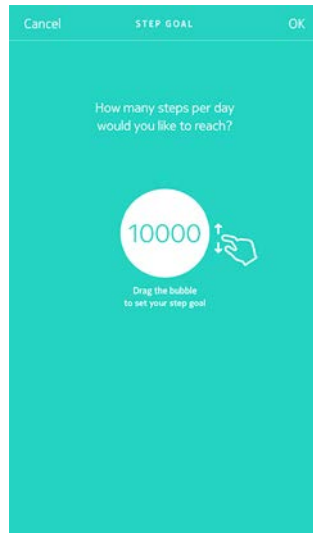 Cancel STEP GOAL OK
How many steps per day
would you like to reach?
10000
Drag the bubble
to set your step goal